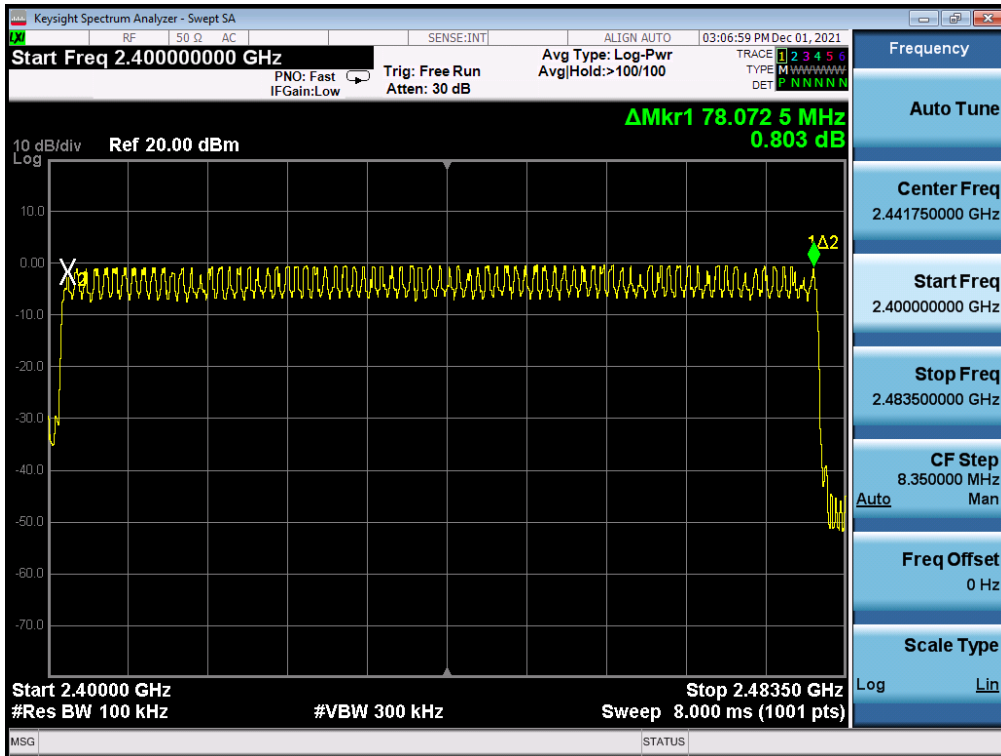 Keysight Spectrum Analyzer - Swept SA
LXI RF 50 Ω AC SENSE:INT ALIGN AUTO 03:06:59 PM Dec 01, 2021
Start Freq 2.400000000 GHz
PNO: Fast
IFGain:Low
Trig: Free Run
Atten: 30 dB
Avg Type: Log-Pwr
Avg|Hold:>100/100
TRACE 1 2 3 4 5 6
TYPE M W W W W W
DET P N N N N N
ΔMkr1 78.072 5 MHz
0.803 dB
10 dB/div Ref 20.00 dBm
Log
10.0
0.00
-10.0
-20.0
-30.0
-40.0
-50.0
-60.0
-70.0
X2
1Δ2
Start 2.40000 GHz Stop 2.48350 GHz
#Res BW 100 kHz #VBW 300 kHz Sweep 8.000 ms (1001 pts)
MSG STATUS
Frequency
Auto Tune
Center Freq
2.441750000 GHz
Start Freq
2.400000000 GHz
Stop Freq
2.483500000 GHz
CF Step
8.350000 MHz
Auto Man
Freq Offset
0 Hz
Scale Type
Log Lin